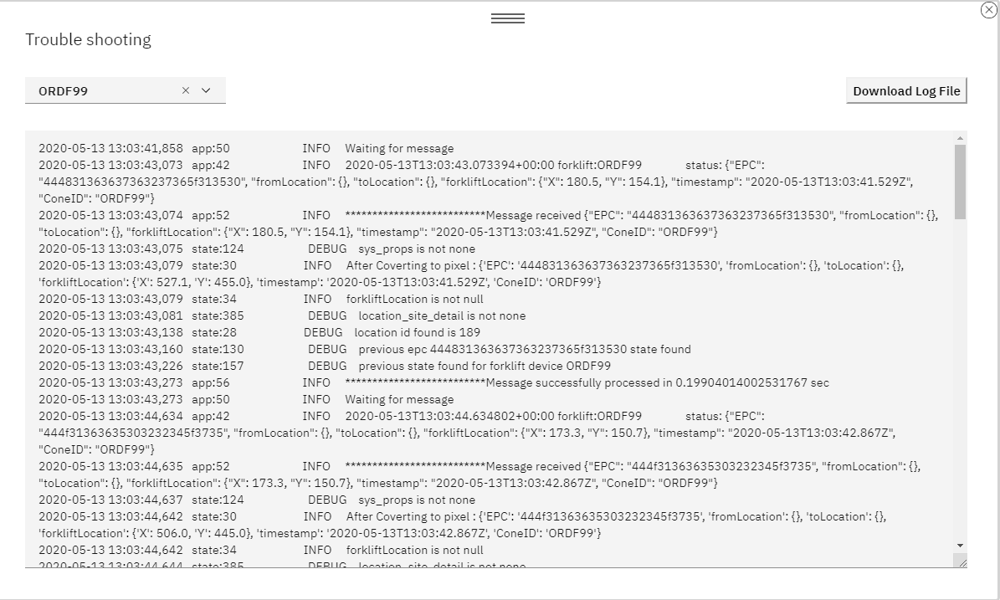 Trouble shooting
ORDF99
Download Log File
2020-05-13 13:03:41,858 app:50 INFO Waiting for message
2020-05-13 13:03:43,073 app:42 INFO 2020-05-13T13:03:43.073394+00:00 forklift:ORDF99 status: {"EPC":
"444831363637363237365f313530", "fromLocation": {}, "toLocation": {}, "forkliftLocation": {"X": 180.5, "Y": 154.1}, "timestamp": "2020-05-13T13:03:41.529Z",
"ConeID": "ORDF99"}
2020-05-13 13:03:43,074 app:52 INFO **************************Message received {"EPC": "444831363637363237365f313530", "fromLocation": {},
"toLocation": {}, "forkliftLocation": {"X": 180.5, "Y": 154.1}, "timestamp": "2020-05-13T13:03:41.529Z", "ConeID": "ORDF99"}
2020-05-13 13:03:43,075 state:124 DEBUG sys_props is not none
2020-05-13 13:03:43,079 state:30 INFO After Coverting to pixel : {'EPC': '444831363637363237365f313530', 'fromLocation': {}, 'toLocation': {},
'forkliftLocation': {'X': 527.1, 'Y': 455.0}, 'timestamp': '2020-05-13T13:03:41.529Z', 'ConeID': 'ORDF99'}
2020-05-13 13:03:43,079 state:34 INFO forkliftLocation is not null
2020-05-13 13:03:43,081 state:385 DEBUG location_site_detail is not none
2020-05-13 13:03:43,138 state:28 DEBUG location id found is 189
2020-05-13 13:03:43,160 state:130 DEBUG previous epc 444831363637363237365f313530 state found
2020-05-13 13:03:43,226 state:157 DEBUG previous state found for forklift device ORDF99
2020-05-13 13:03:43,273 app:56 INFO **************************Message successfully processed in 0.19904014002531767 sec
2020-05-13 13:03:43,273 app:50 INFO Waiting for message
2020-05-13 13:03:44,634 app:42 INFO 2020-05-13T13:03:44.634802+00:00 forklift:ORDF99 status: {"EPC":
"444f31363635303232345f3735", "fromLocation": {}, "toLocation": {}, "forkliftLocation": {"X": 173.3, "Y": 150.7}, "timestamp": "2020-05-13T13:03:42.867Z",
"ConeID": "ORDF99"}
2020-05-13 13:03:44,635 app:52 INFO **************************Message received {"EPC": "444f31363635303232345f3735", "fromLocation": {},
"toLocation": {}, "forkliftLocation": {"X": 173.3, "Y": 150.7}, "timestamp": "2020-05-13T13:03:42.867Z", "ConeID": "ORDF99"}
2020-05-13 13:03:44,637 state:124 DEBUG sys_props is not none
2020-05-13 13:03:44,642 state:30 INFO After Coverting to pixel : {'EPC': '444f31363635303232345f3735', 'fromLocation': {}, 'toLocation': {},
'forkliftLocation': {'X': 506.0, 'Y': 445.0}, 'timestamp': '2020-05-13T13:03:42.867Z', 'ConeID': 'ORDF99'}
2020-05-13 13:03:44,642 state:34 INFO forkliftLocation is not null
2020-05-13 13:03:44,644 state:385 DEBUG location_site_detail is not none